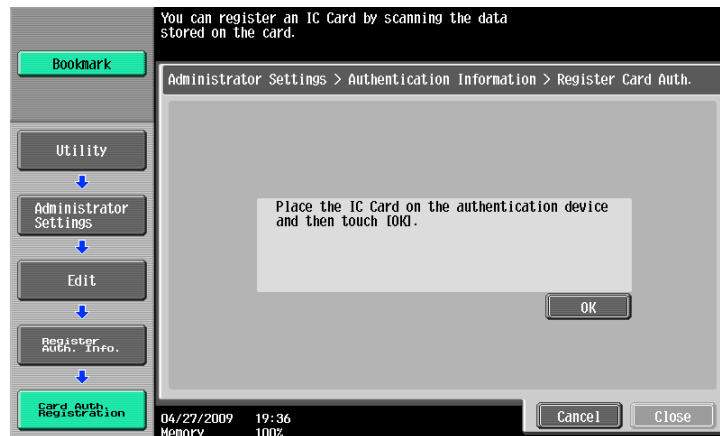 You can register an IC Card by scanning the data
stored on the card.
Bookmark
Administrator Settings > Authentication Information > Register Card Auth.
Utility
Administrator
Settings
Edit
Register
Auth. Info.
Card Auth.
Registration
Place the IC Card on the authentication device
and then touch [OK].
OK
04/27/2009 19:36
Memory 100%
Cancel
Close